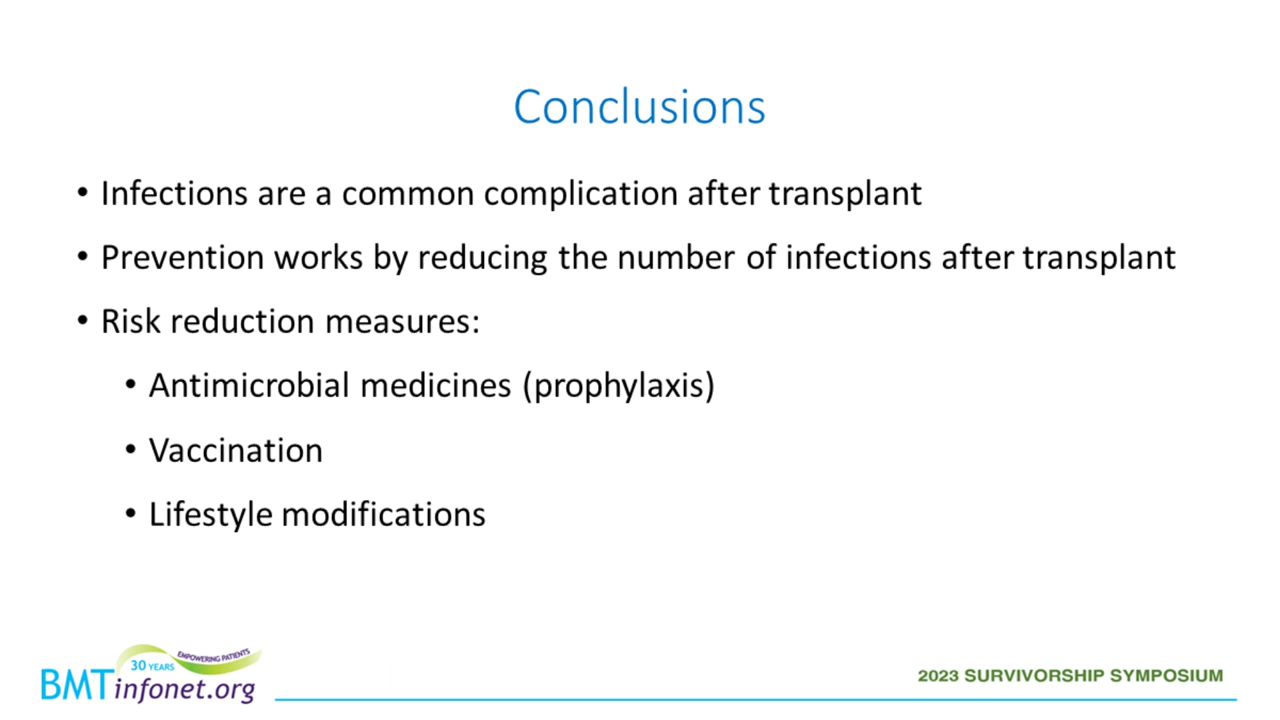 Conclusions
• Infections are a common complication after transplant
• Prevention works by reducing the number of infections after transplant
• Risk reduction measures:
• Antimicrobial medicines (prophylaxis)
• Vaccination
• Lifestyle modifications
30 YEARS EMPOWERING PATIENTS
BMTinfonet.org
2023 SURVIVORSHIP SYMPOSIUM